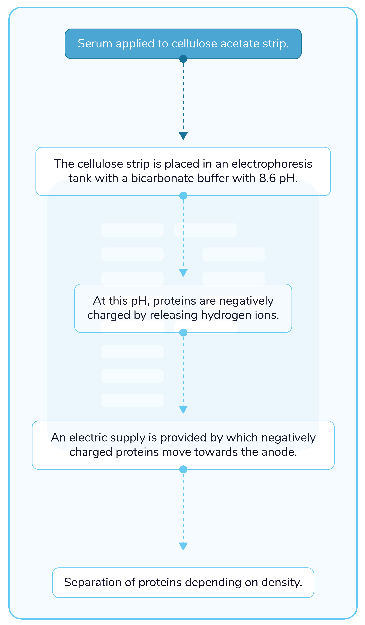 Serum applied to cellulose acetate strip.
The cellulose strip is placed in an electrophoresis
tank with a bicarbonate buffer with 8.6 pH.
At this pH, proteins are negatively
charged by releasing hydrogen ions.
An electric supply is provided by which negatively
charged proteins move towards the anode.
Separation of proteins depending on density.